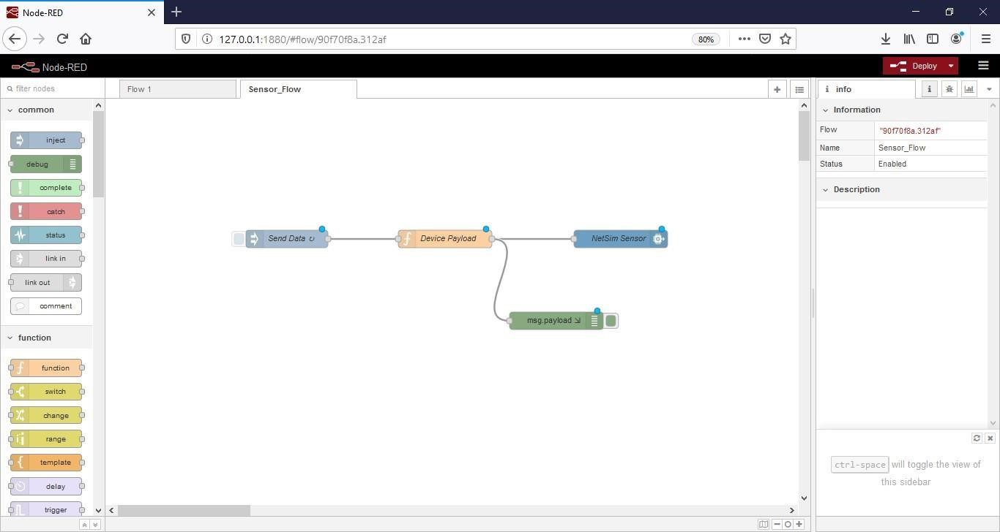 Node-RED
127.0.0.1:1880/#flow/90f70f8a.312af
80%
Node-RED
Deploy
filter nodes
Flow 1
Sensor_Flow
info
common
inject
debug
complete
catch
status
link in
link out
comment
function
function
switch
change
range
template
delay
trigger
Send Data ↻
Device Payload
NetSim Sensor
msg.payload
Information
Flow "90f70f8a.312af"
Name Sensor_Flow
Status Enabled
Description
ctrl-space will toggle the view of
this sidebar